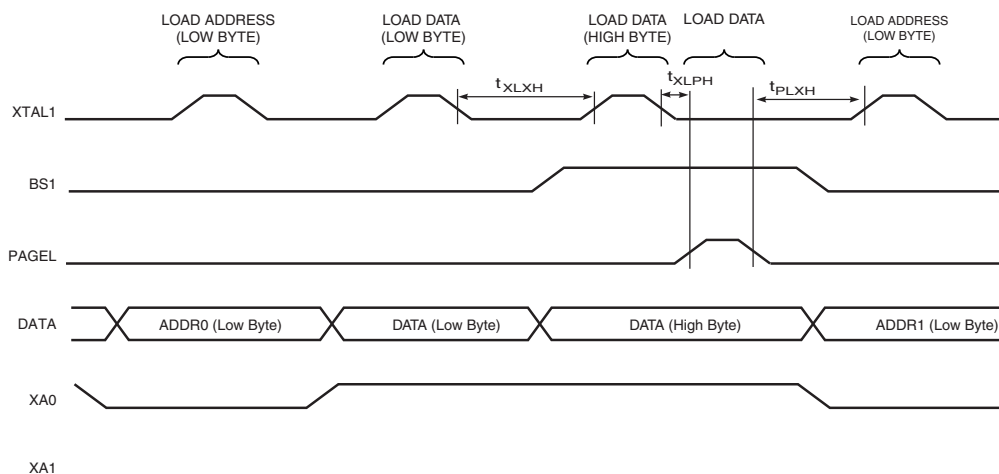 LOAD ADDRESS
(LOW BYTE)
LOAD DATA
(LOW BYTE)
LOAD DATA
(HIGH BYTE)
LOAD DATA
LOAD ADDRESS
(LOW BYTE)
XTAL1
tXLXH
tXLPH
tPLXH
BS1
PAGEL
DATA
ADDR0 (Low Byte)
DATA (Low Byte)
DATA (High Byte)
ADDR1 (Low Byte)
XA0
XA1